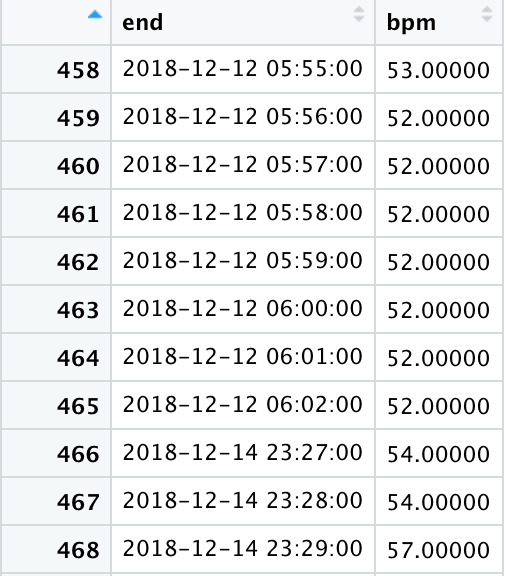 end bpm
458 2018-12-12 05:55:00 53.00000
459 2018-12-12 05:56:00 52.00000
460 2018-12-12 05:57:00 52.00000
461 2018-12-12 05:58:00 52.00000
462 2018-12-12 05:59:00 52.00000
463 2018-12-12 06:00:00 52.00000
464 2018-12-12 06:01:00 52.00000
465 2018-12-12 06:02:00 52.00000
466 2018-12-14 23:27:00 54.00000
467 2018-12-14 23:28:00 54.00000
468 2018-12-14 23:29:00 57.00000